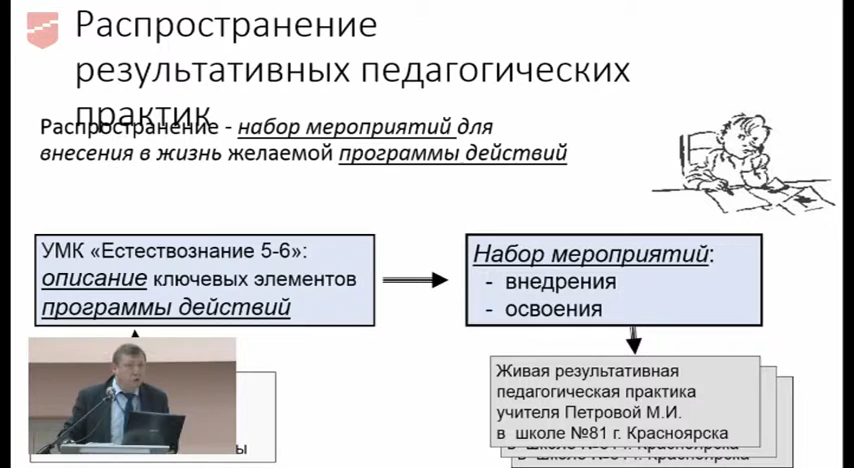 Распространение
результативных педагогических
практик
Распространение - набор мероприятий для
внесения в жизнь желаемой программы действий
УМК «Естествознание 5-6»:
описание ключевых элементов
программы действий
Набор мероприятий:
- внедрения
- освоения
Живая результативная
педагогическая практика
учителя Петровой М.И.
в школе №81 г. Красноярска